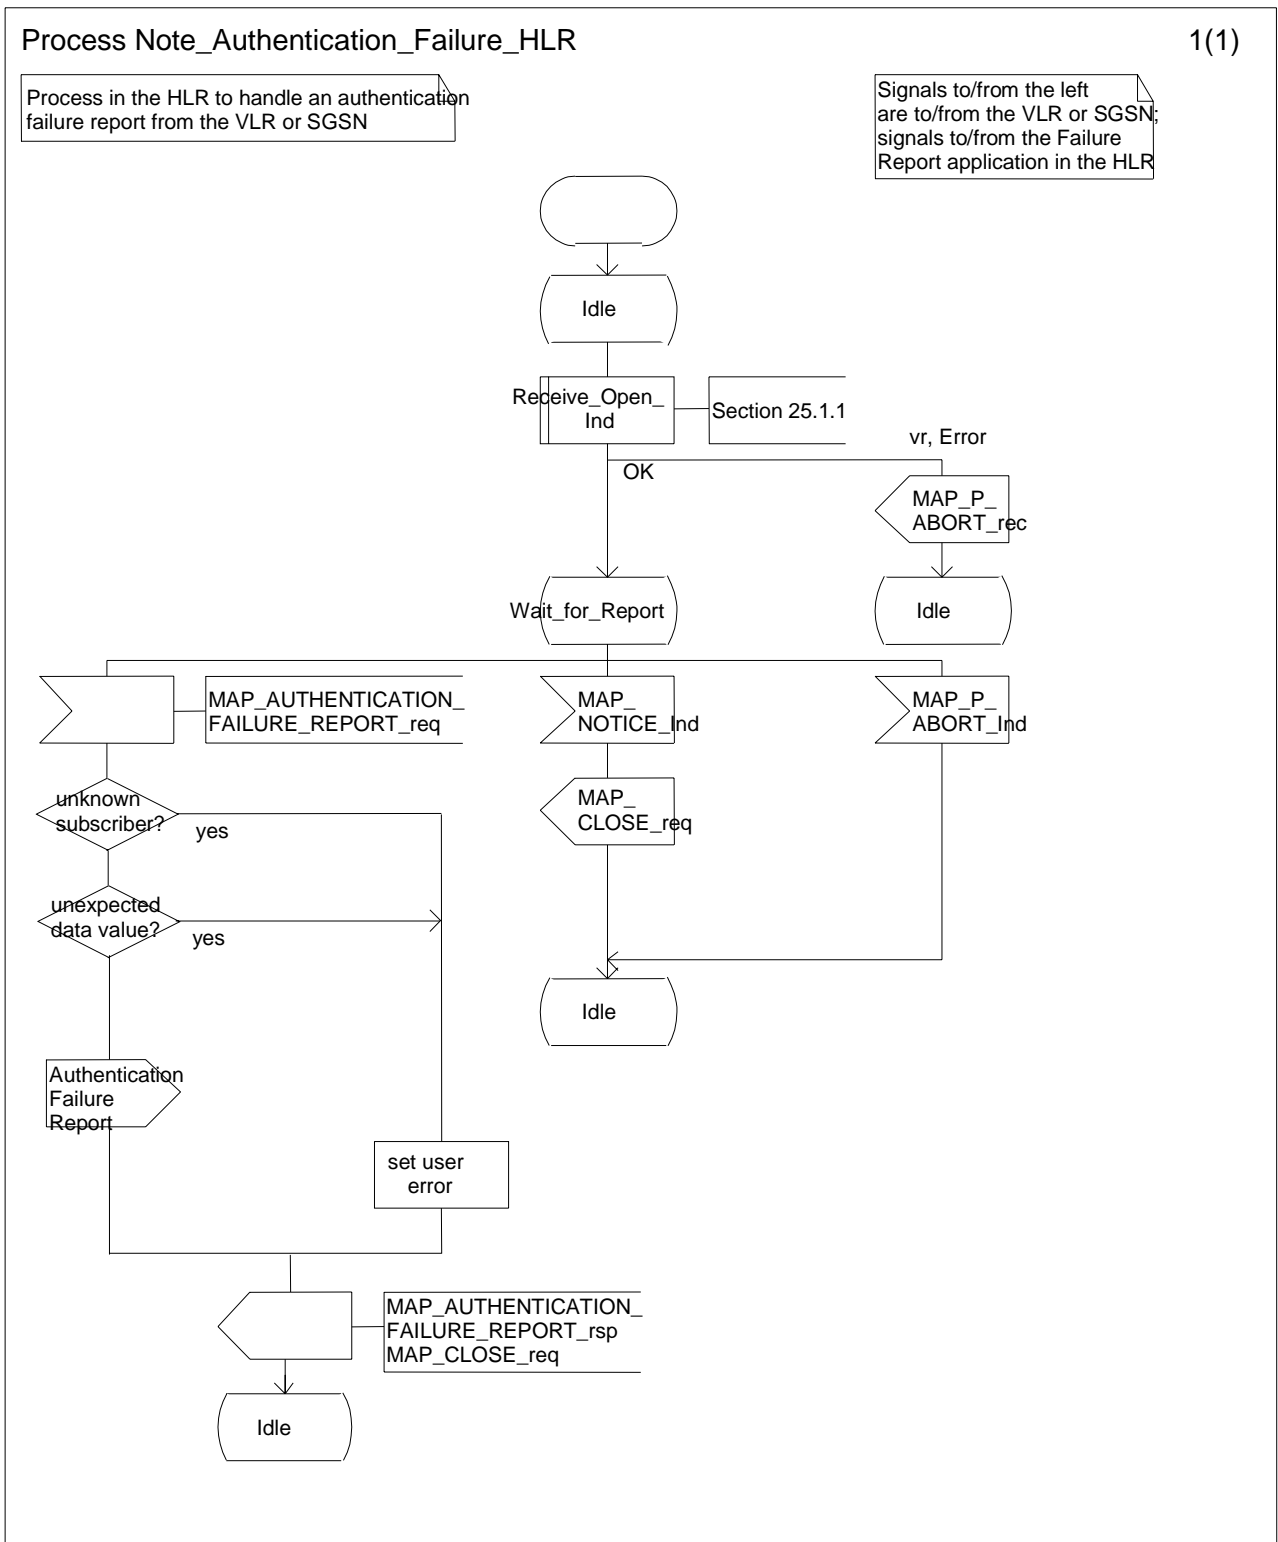 Process Note_Authentication_Failure_HLR
1(1)
Process in the HLR to handle an authentication
failure report from the VLR or SGSN
Signals to/from the left
are to/from the VLR or SGSN;
signals to/from the Failure
Report application in the HLR
Idle
Receive_Open_
Ind
Section 25.1.1
vr, Error
OK
MAP_P_
ABORT_rec
Wait_for_Report
Idle
MAP_AUTHENTICATION_
FAILURE_REPORT_req
MAP_
NOTICE_Ind
MAP_P_
ABORT_Ind
unknown
subscriber?
yes
MAP_
CLOSE_req
unexpected
data value?
yes
Idle
Authentication
Failure
Report
set user
error
MAP_AUTHENTICATION_
FAILURE_REPORT_rsp
MAP_CLOSE_req
Idle